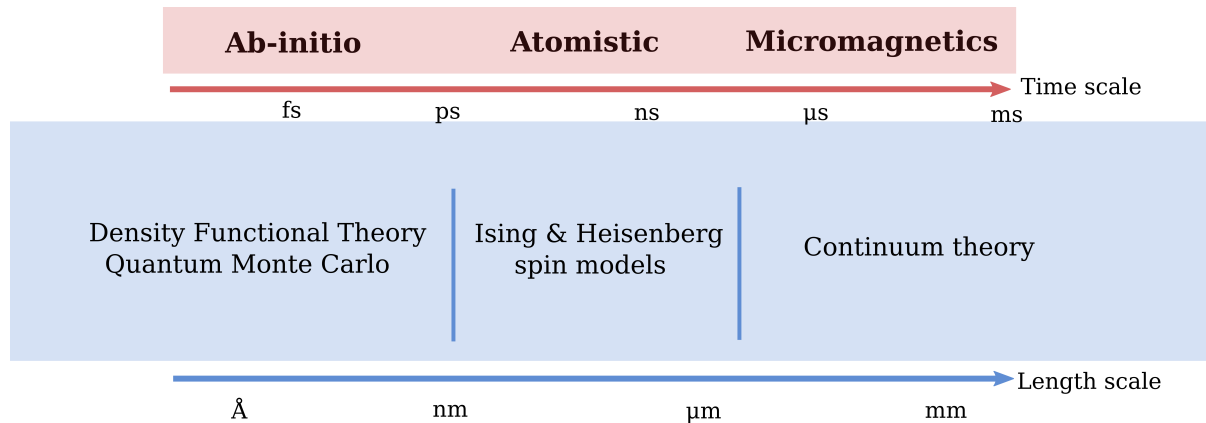 Ab-initio Atomistic Micromagnetics
Time scale
fs ps ns μs ms
Density Functional Theory
Quantum Monte Carlo
Ising & Heisenberg
spin models
Continuum theory
Length scale
Å nm μm mm